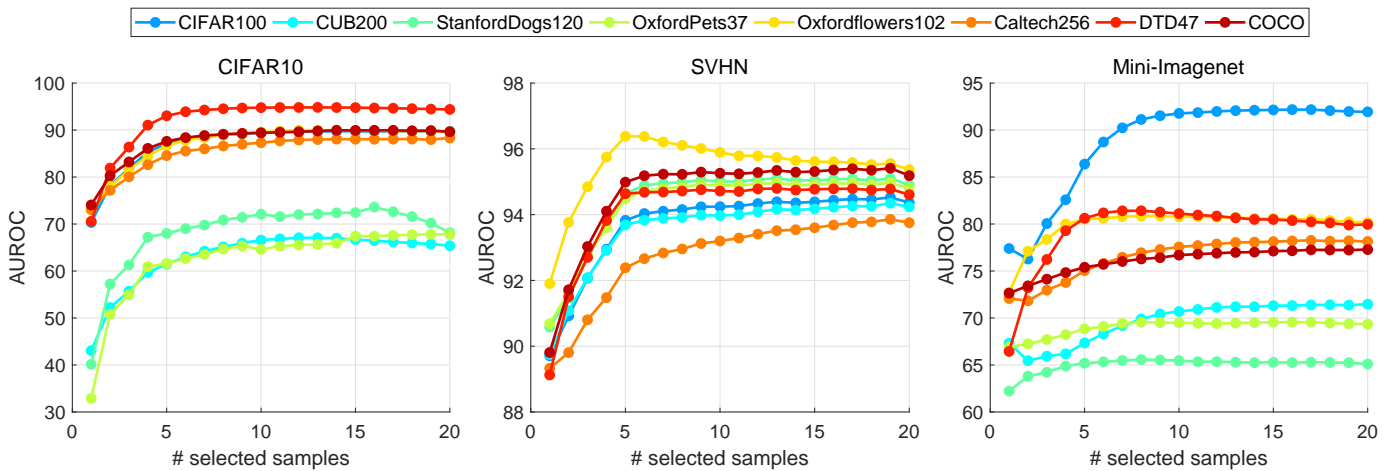 CIFAR100 CUB200 StanfordDogs120 OxfordPets37 Oxfordflowers102 Caltech256 DTD47 COCO
CIFAR10
AUROC
100
90
80
70
60
50
40
30
0 5 10 15 20
# selected samples
SVHN
AUROC
98
96
94
92
90
88
0 5 10 15 20
# selected samples
Mini-Imagenet
AUROC
95
90
85
80
75
70
65
60
0 5 10 15 20
# selected samples